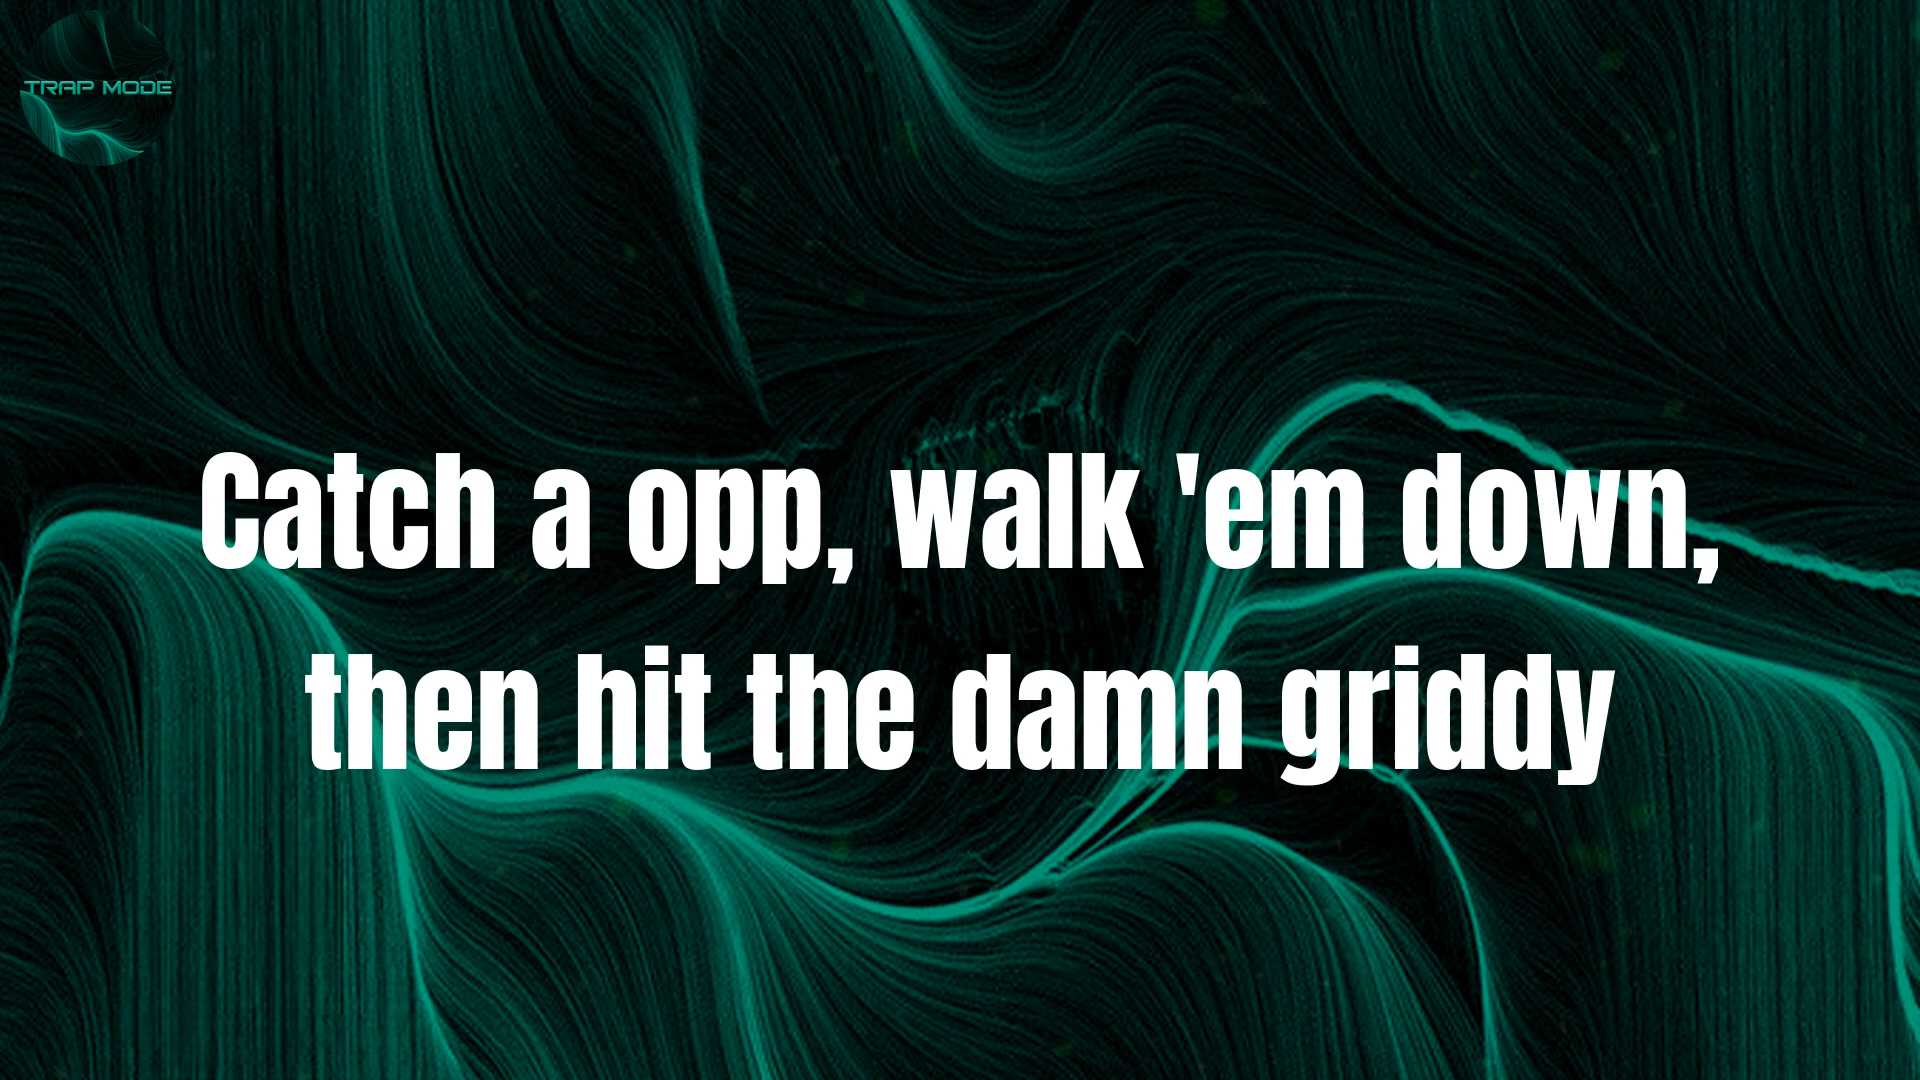 TRAP MODE
Catch a opp, walk 'em down,
then hit the damn griddy